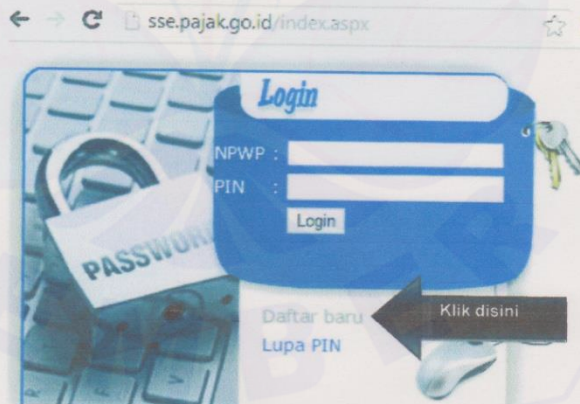 sse.pajak.go.id/index.aspx
Login
NPWP :
PIN :
Login
PASSWORD
Daftar baru
Klik disini
Lupa PIN